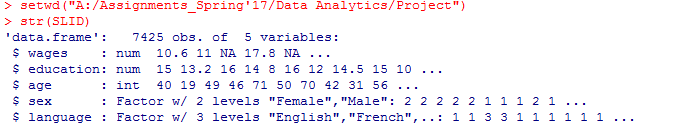 > setwd("A:/Assignments_Spring'17/Data Analytics/Project")
> str(SLID)
'data.frame':   7425 obs. of  5 variables:
 $ wages    : num  10.6 11 NA 17.8 NA ...
 $ education: num  15 13.2 16 14 8 16 12 14.5 15 10 ...
 $ age      : int  40 19 49 46 71 50 70 42 31 56 ...
 $ sex      : Factor w/ 2 levels "Female","Male": 2 2 2 2 2 1 1 1 2 1 ...
 $ language : Factor w/ 3 levels "English","French",..: 1 1 3 3 1 1 1 1 1 1 ...